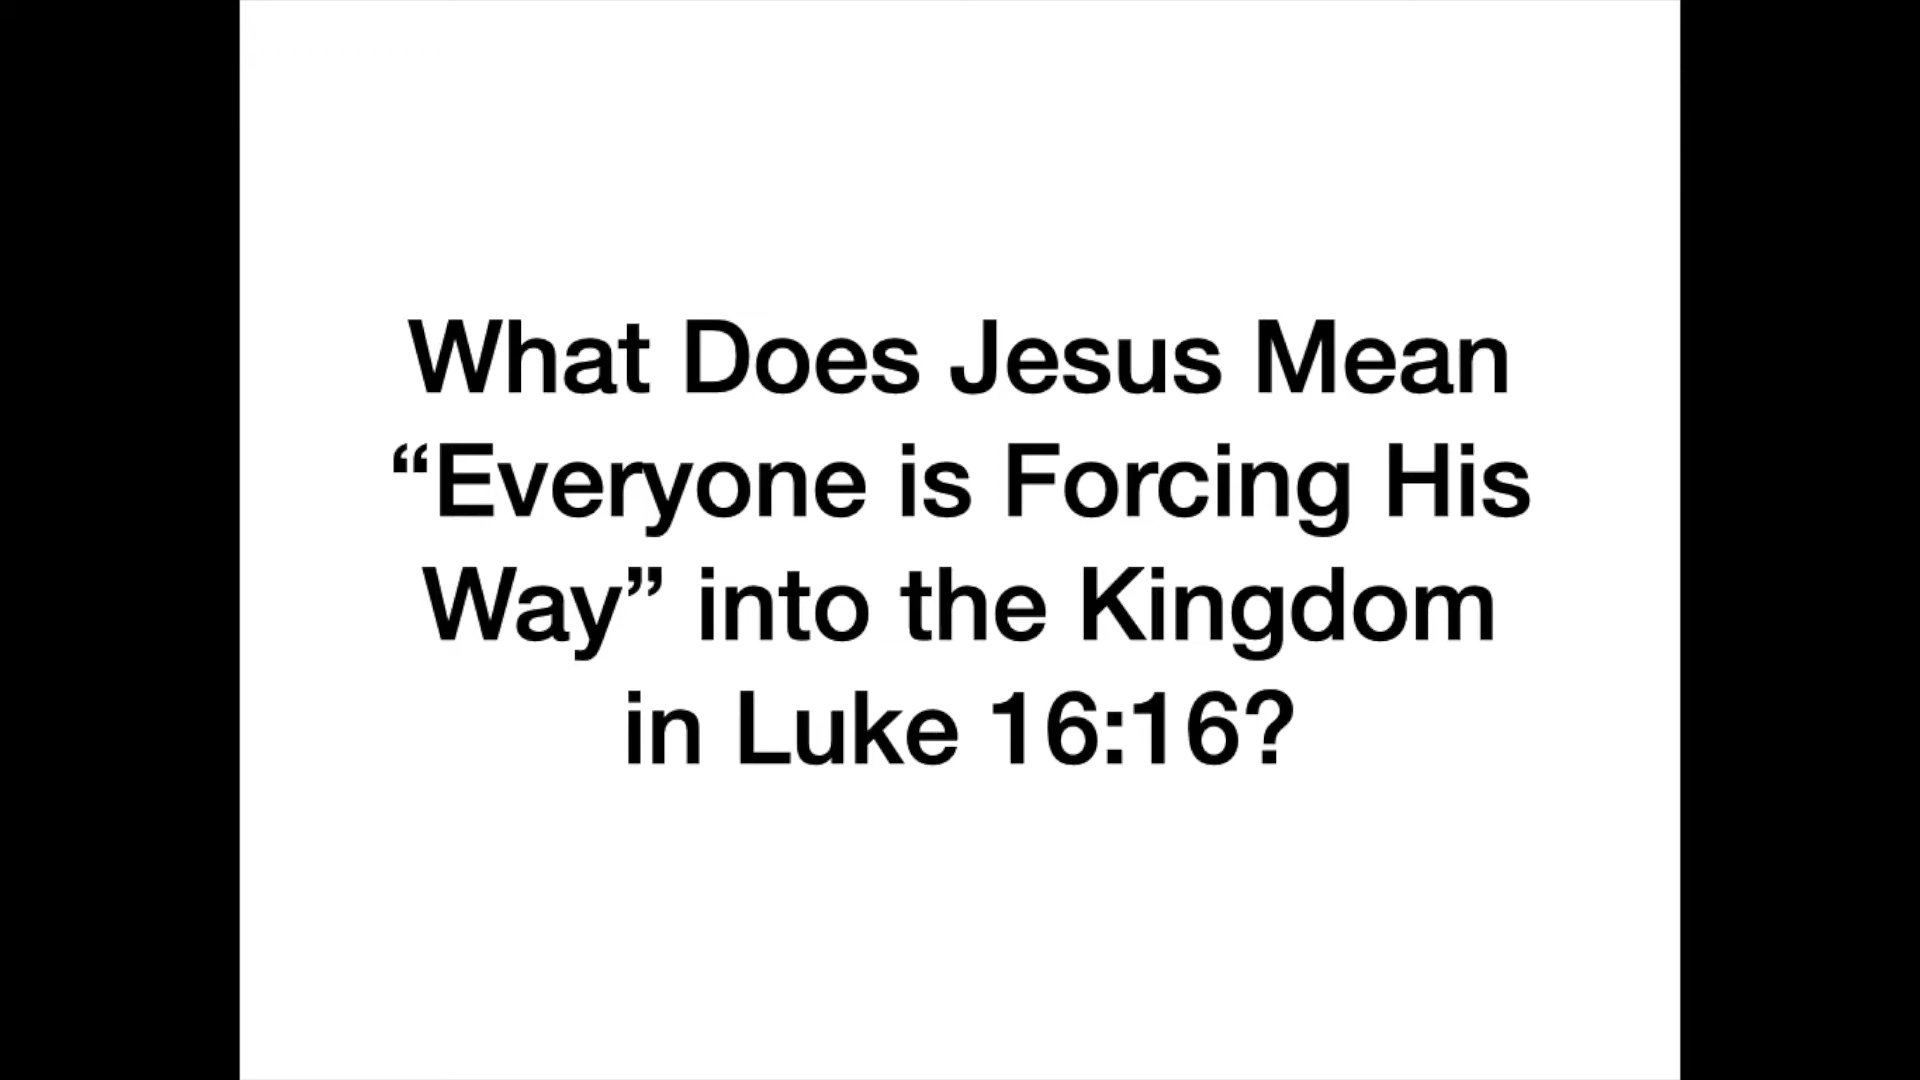 What Does Jesus Mean
“Everyone is Forcing His
Way” into the Kingdom
in Luke 16:16?